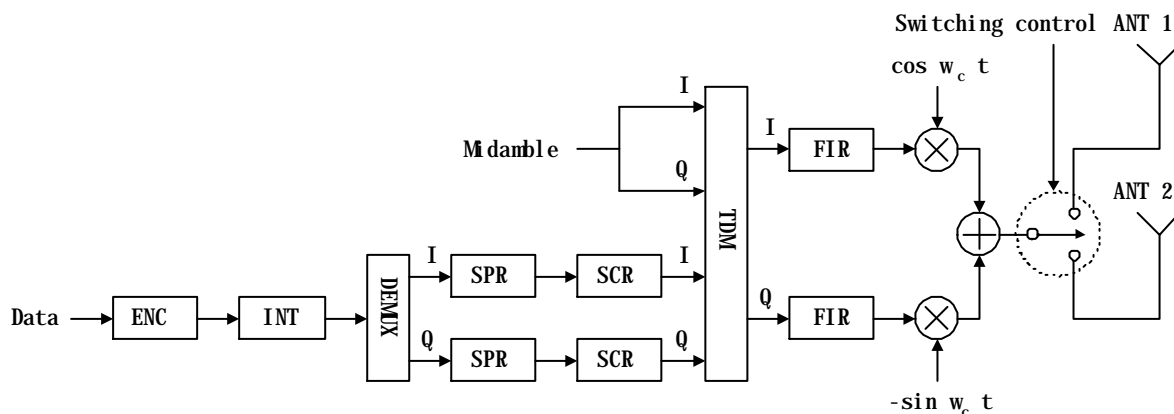 Switching control ANT 1
cos w_c t
I
I
Midamble
FIR
Q
ANT 2
TDM
I
SPR
SCR
I
DEMUX
Data
ENC
INT
Q
FIR
Q
SPR
SCR
Q
-sin w_c t